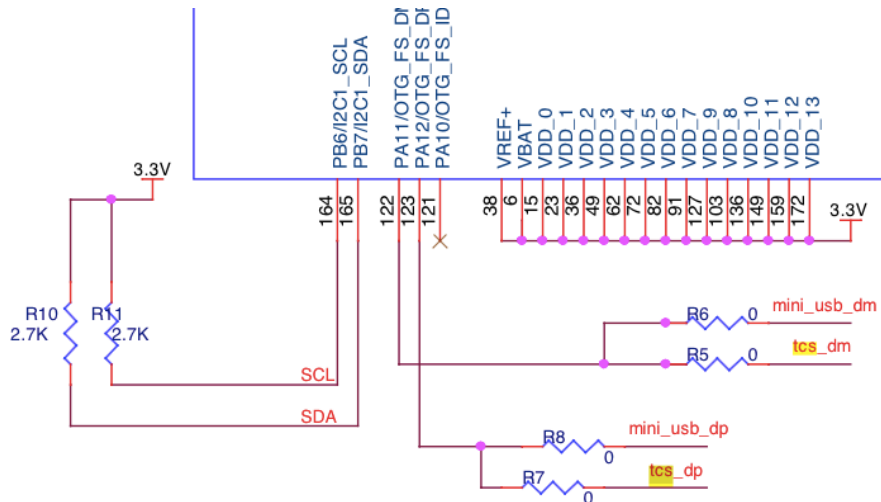 PB6/I2C1_SCL
PB7/I2C1_SDA
PA11/OTG_FS_DM
PA12/OTG_FS_DP
PA10/OTG_FS_ID
VREF+
VBAT
VDD_0
VDD_1
VDD_2
VDD_3
VDD_4
VDD_5
VDD_6
VDD_7
VDD_9
VDD_8
VDD_10
VDD_11
VDD_12
VDD_13
3.3V
164
165
122
123
121
38
6
15
23
36
49
62
72
82
91
127
103
136
149
159
172
3.3V
R10
2.7K
R11
2.7K
R6
0
mini_usb_dm
R5
0
tcs_dm
SCL
SDA
R8
0
mini_usb_dp
R7
0
tcs_dp